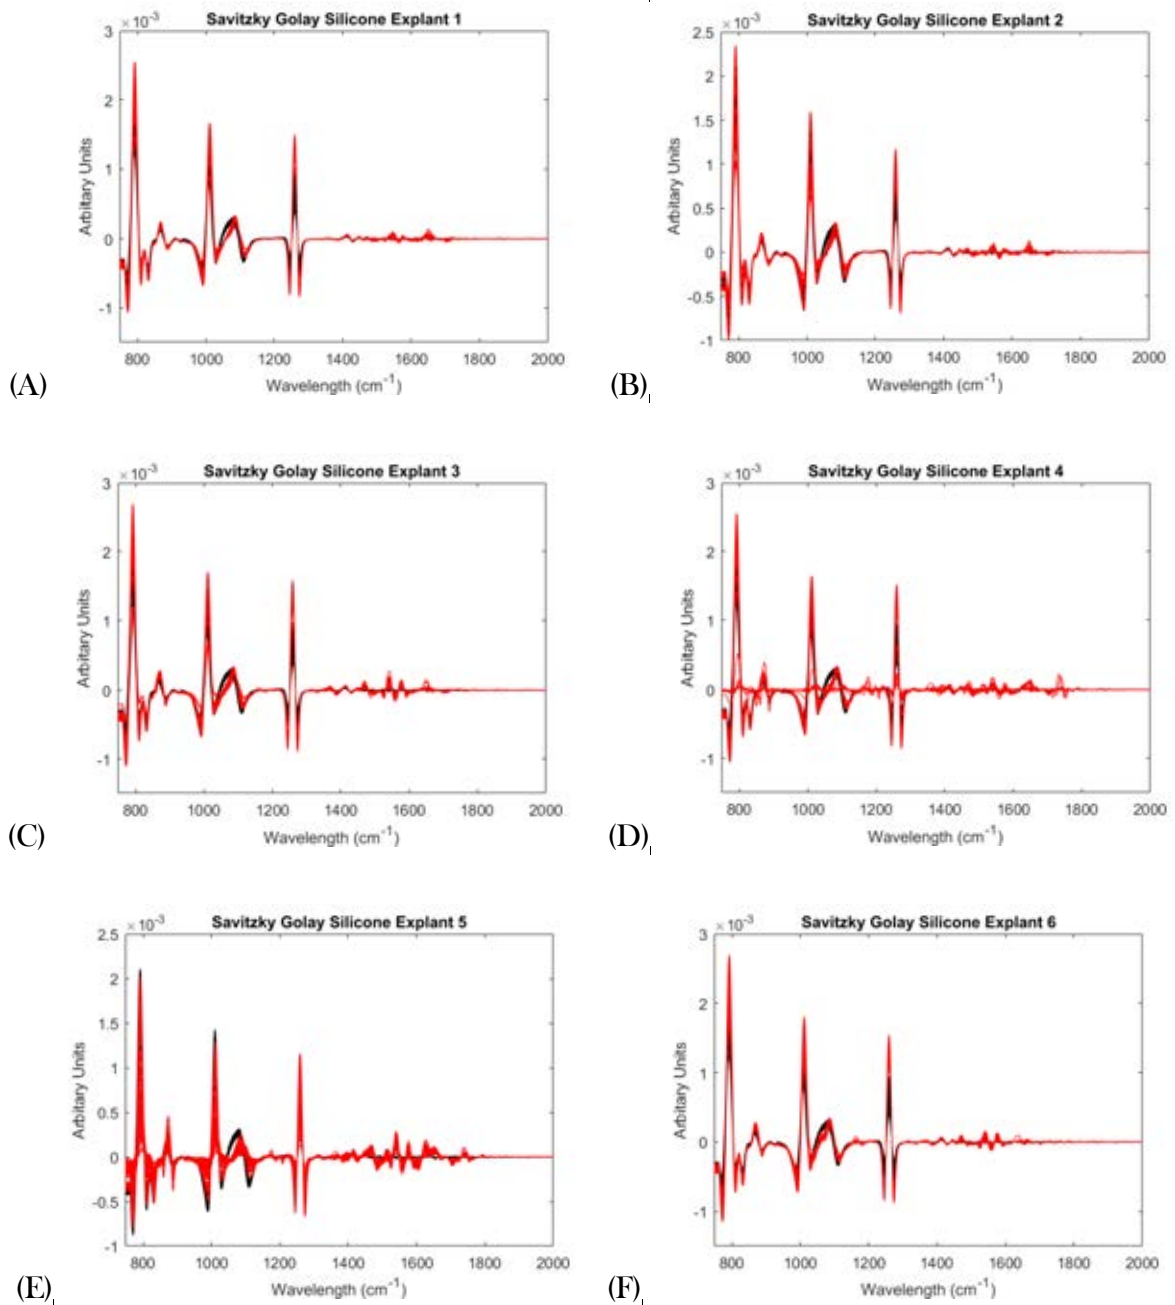 Savitzky Golay Silicone Explant 1
×10-3
3
2
1
0
-1
Arbitary Units
800 1000 1200 1400 1600 1800 2000
Wavelength (cm-1)
(A)
Savitzky Golay Silicone Explant 2
×10-3
2.5
2
1.5
1
0.5
0
-0.5
-1
Arbitary Units
800 1000 1200 1400 1600 1800 2000
Wavelength (cm-1)
(B)
Savitzky Golay Silicone Explant 3
×10-3
3
2
1
0
-1
Arbitary Units
800 1000 1200 1400 1600 1800 2000
Wavelength (cm-1)
(C)
Savitzky Golay Silicone Explant 4
×10-3
3
2
1
0
-1
Arbitary Units
800 1000 1200 1400 1600 1800 2000
Wavelength (cm-1)
(D)
Savitzky Golay Silicone Explant 5
×10-3
2.5
2
1.5
1
0.5
0
-0.5
-1
Arbitary Units
800 1000 1200 1400 1600 1800 2000
Wavelength (cm-1)
(E)
Savitzky Golay Silicone Explant 6
×10-3
3
2
1
0
-1
Arbitary Units
800 1000 1200 1400 1600 1800 2000
Wavelength (cm-1)
(F)